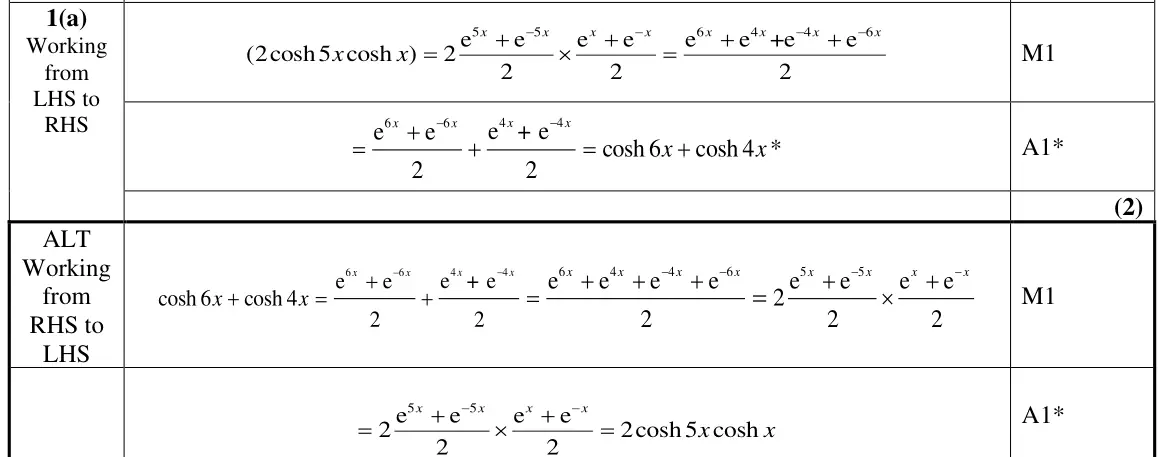 1(a)
Working
from
LHS to
RHS
(2cosh 5x cosh x) = 2 (e^{5x} + e^{−5x})/2 × (e^{x} + e^{−x})/2 = (e^{6x} + e^{4x} +e^{−4x} + e^{−6x})/2
M1
= (e^{6x} + e^{−6x})/2 + (e^{4x} + e^{−4x})/2 = cosh 6x + cosh 4x *
A1*
(2)
ALT
Working
from
RHS to
LHS
cosh 6x + cosh 4x = (e^{6x} + e^{−6x})/2 + (e^{4x} + e^{−4x})/2 = (e^{6x} + e^{4x} + e^{−4x} + e^{−6x})/2 = 2 (e^{5x} + e^{−5x})/2 × (e^{x} + e^{−x})/2
M1
= 2 (e^{5x} + e^{−5x})/2 × (e^{x} + e^{−x})/2 = 2cosh 5x cosh x
A1*